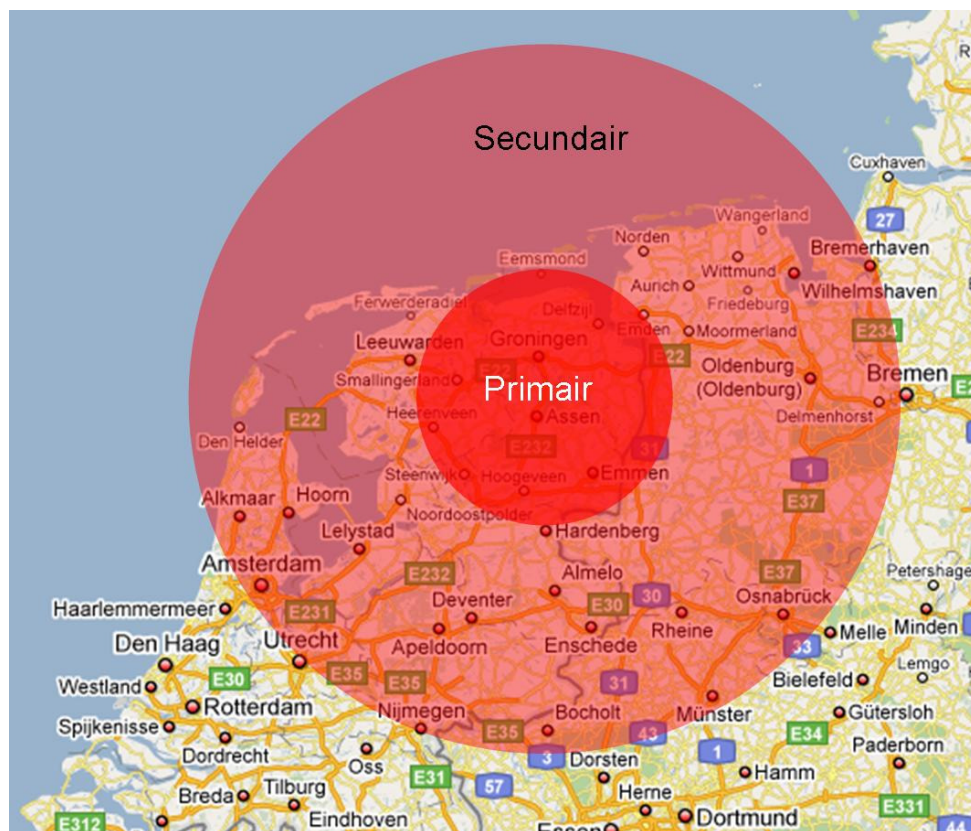 Secundair
Cuxhaven
27
Wangerland
Norden
Bremerhaven
Eemsmond
Wittmund
Aurich
Wilhelmshaven
Friedeburg
Ferwerderadiel
Delfzijl
Emden
Moormerland
E234
Leeuwarden
Groningen
E22
Oldenburg
(Oldenburg)
E22
Smallingerland
Primair
Bremen
Heerenveen
Assen
Delmenhorst
E22
Den Helder
E232
31
1
Steenwijk
Hoogeveen
Emmen
Alkmaar
Hoorn
Noordoostpolder
E37
Lelystad
Hardenberg
Amsterdam
E232
Almelo
E37
Petershage
Haarlemmermeer
E231
Deventer
E30
30
Osnabrück
Minden
Den Haag
Utrecht
Apeldoorn
Enschede
Rheine
Melle
33
Lemgo
Westland
E30
E35
E35
31
Bielefeld
Rotterdam
Nijmegen
Bocholt
Münster
Gütersloh
Spijkenisse
E35
43
E34
Dordrecht
Oss
3
1
Paderborn
E31
57
Dorsten
Hamm
Breda
Tilburg
Herne
E331
E312
Eindhoven
Essen
Dortmund
44